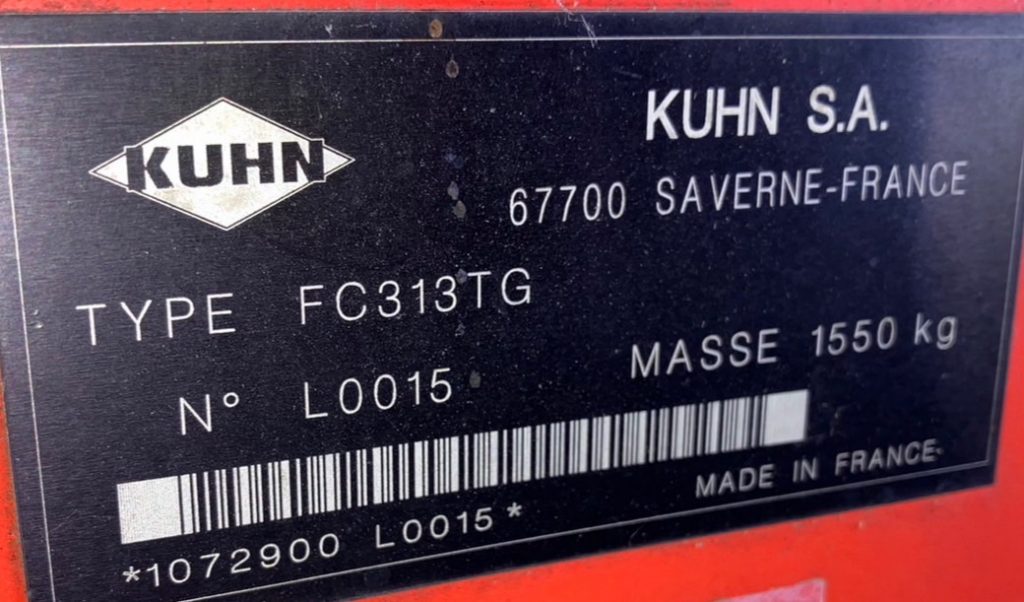 KUHN
KUHN S.A.
67700 SAVERNE-FRANCE
TYPE FC313TG
N° L0015
MASSE 1550 kg
MADE IN FRANCE
*1072900 L0015*